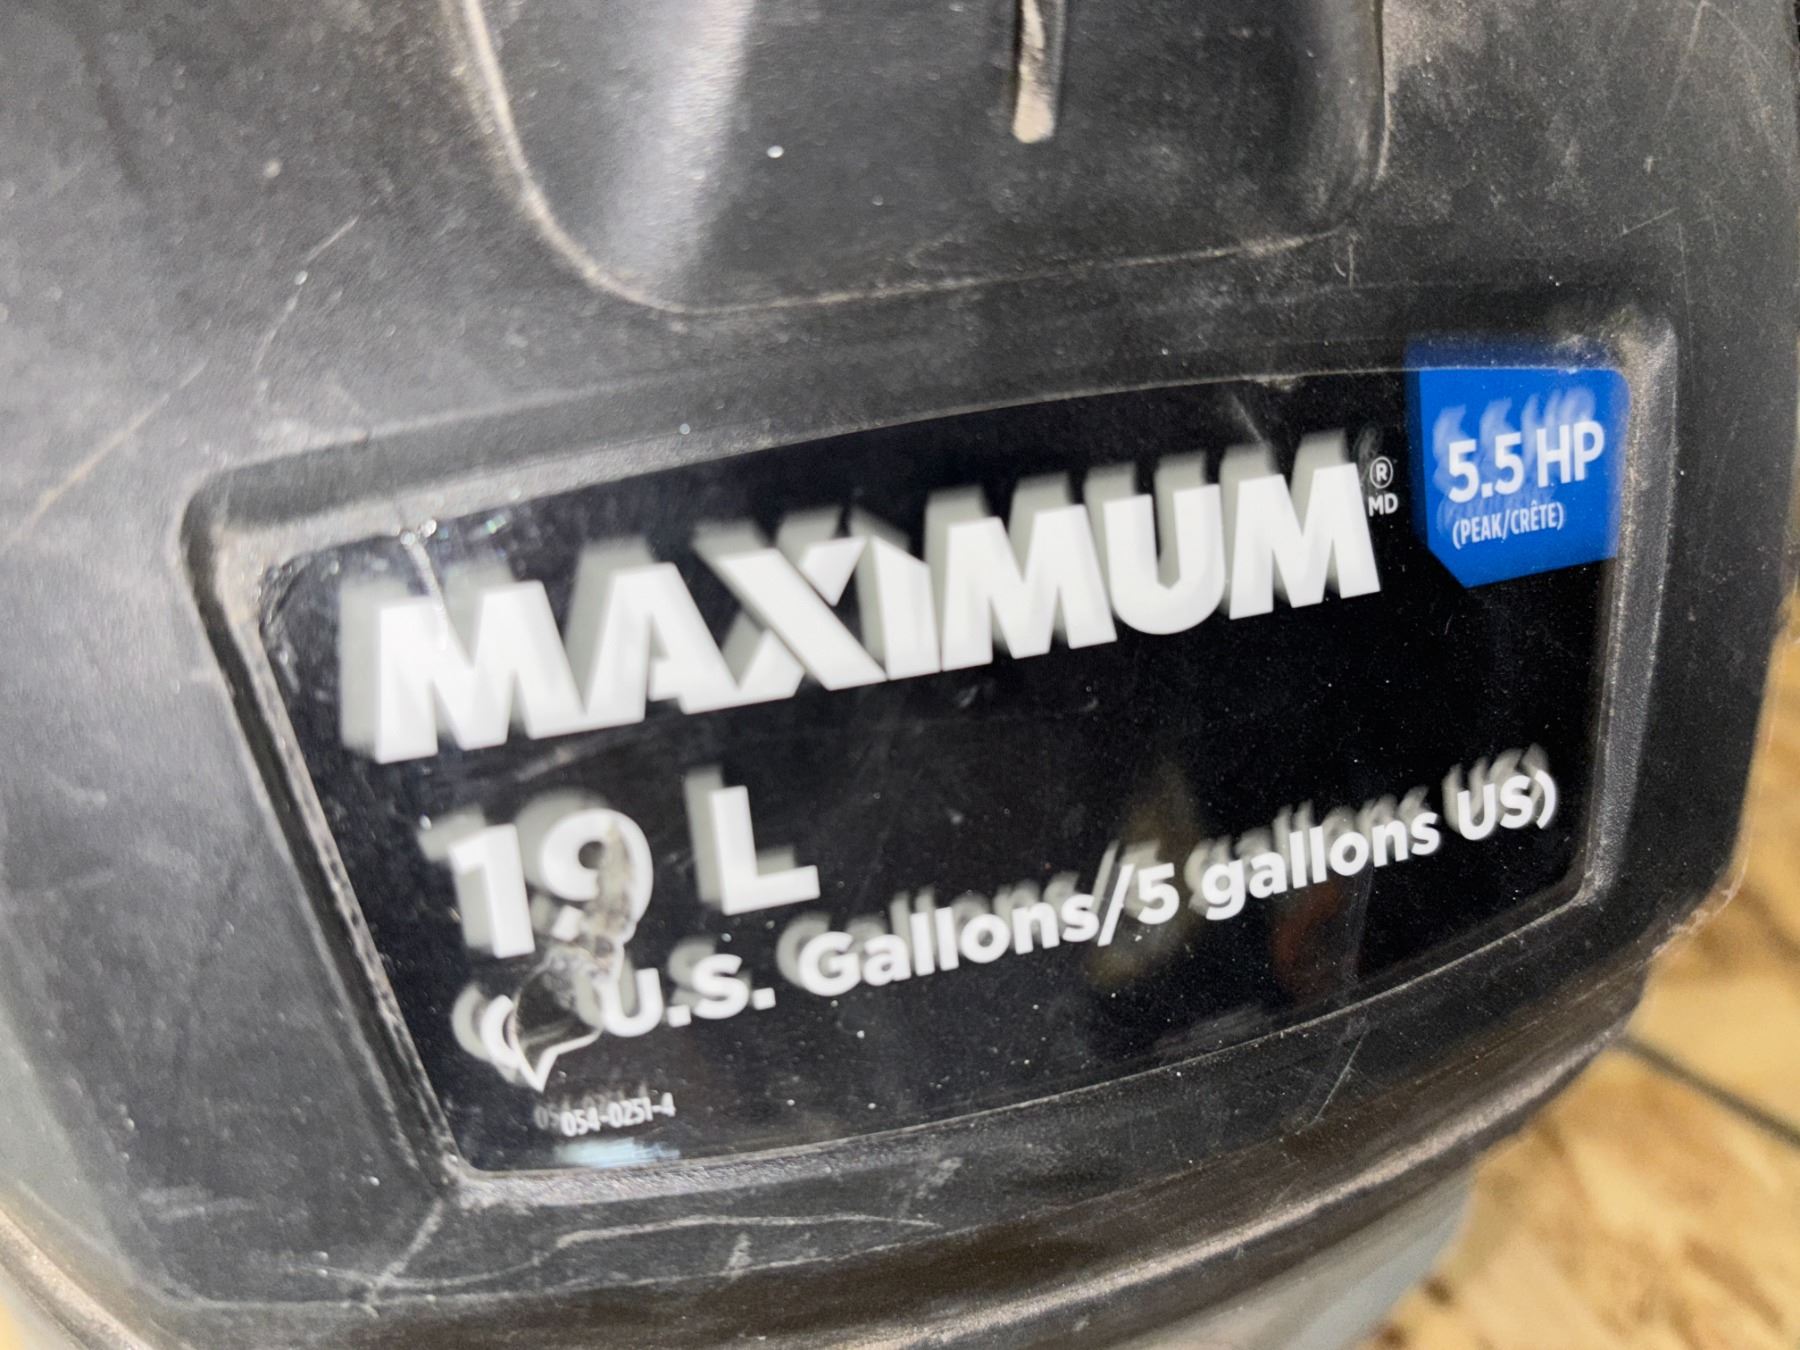 MAXIMUM® MD
5.5 HP
(PEAK/CRÊTE)
19 L
U.S. Gallons/5 gallons US)
054-0251-4